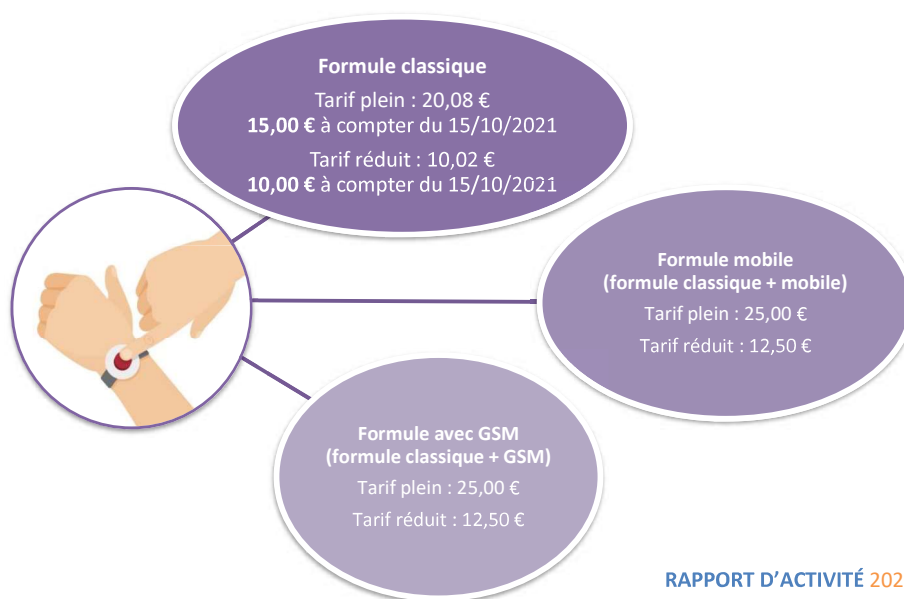 Formule classique
Tarif plein : 20,08 €
15,00 € à compter du 15/10/2021
Tarif réduit : 10,02 €
10,00 € à compter du 15/10/2021
Formule mobile
(formule classique + mobile)
Tarif plein : 25,00 €
Tarif réduit : 12,50 €
Formule avec GSM
(formule classique + GSM)
Tarif plein : 25,00 €
Tarif réduit : 12,50 €
RAPPORT D’ACTIVITÉ 202